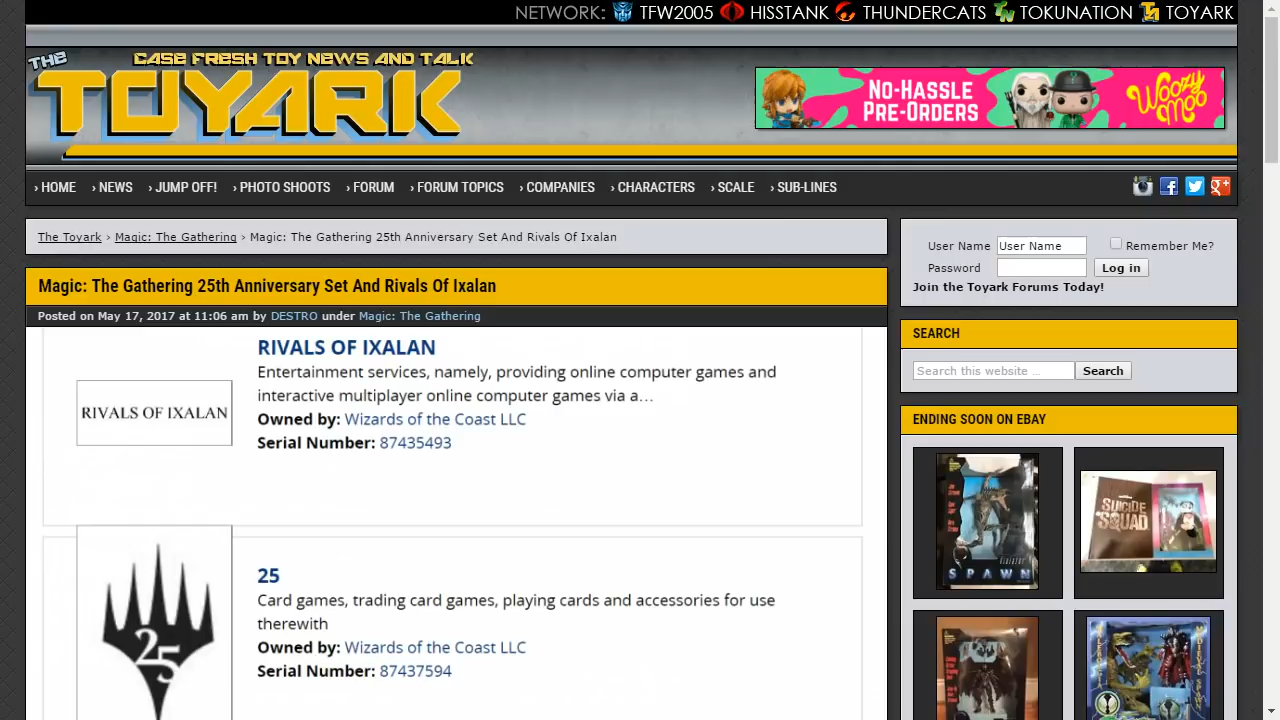 NETWORK: TFW2005 HISSTANK THUNDERCATS TOKUNATION TOYARK
THE
CASE FRESH TOY NEWS AND TALK
TOYARK
NO-HASSLE
PRE-ORDERS
Woozy
Moo
› HOME › NEWS › JUMP OFF! › PHOTO SHOOTS › FORUM › FORUM TOPICS › COMPANIES › CHARACTERS › SCALE › SUB-LINES
The Toyark › Magic: The Gathering › Magic: The Gathering 25th Anniversary Set And Rivals Of Ixalan
User Name User Name Remember Me?
Password Log in
Join the Toyark Forums Today!
Magic: The Gathering 25th Anniversary Set And Rivals Of Ixalan
Posted on May 17, 2017 at 11:06 am by DESTRO under Magic: The Gathering
RIVALS OF IXALAN
RIVALS OF IXALAN
Entertainment services, namely, providing online computer games and
interactive multiplayer online computer games via a…
Owned by: Wizards of the Coast LLC
Serial Number: 87435493
25
25
Card games, trading card games, playing cards and accessories for use
therewith
Owned by: Wizards of the Coast LLC
Serial Number: 87437594
SEARCH
Search this website … Search
ENDING SOON ON EBAY
SPAWN
SUICIDE
SQUAD